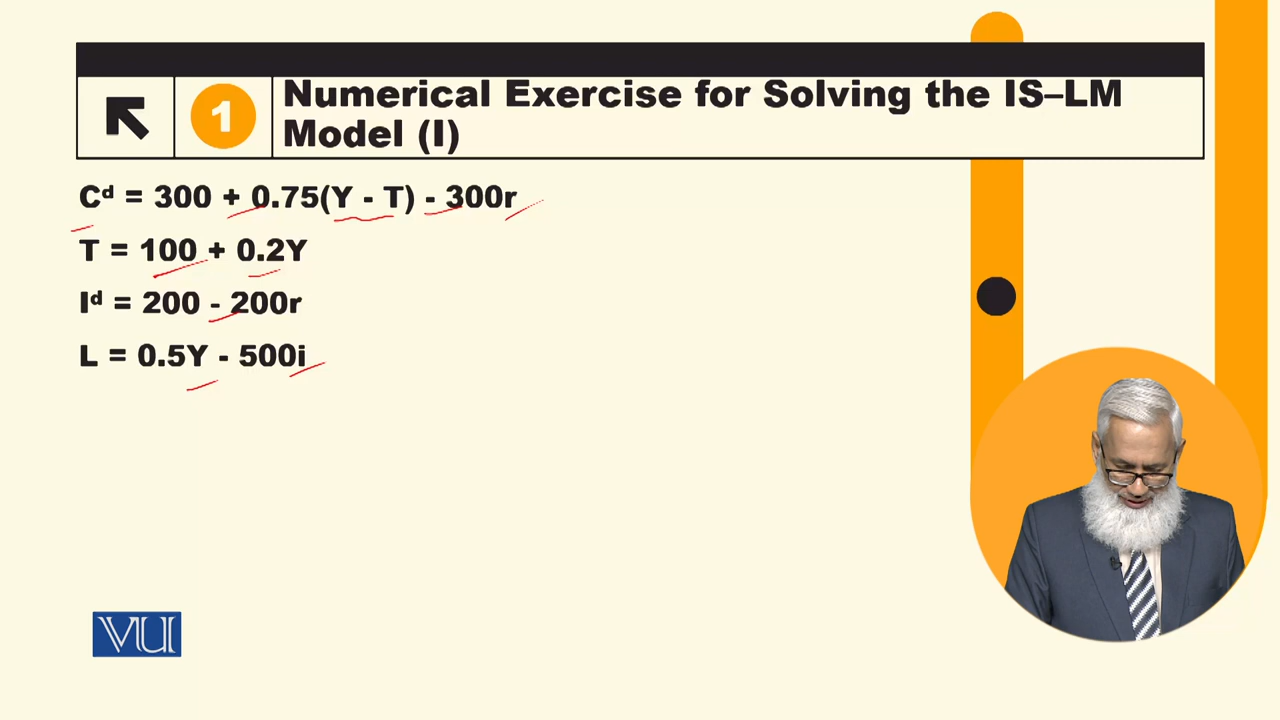 1
Numerical Exercise for Solving the IS–LM
Model (I)
Cᵈ = 300 + 0.75(Y - T) - 300r
T = 100 + 0.2Y
Iᵈ = 200 - 200r
L = 0.5Y - 500i
VU